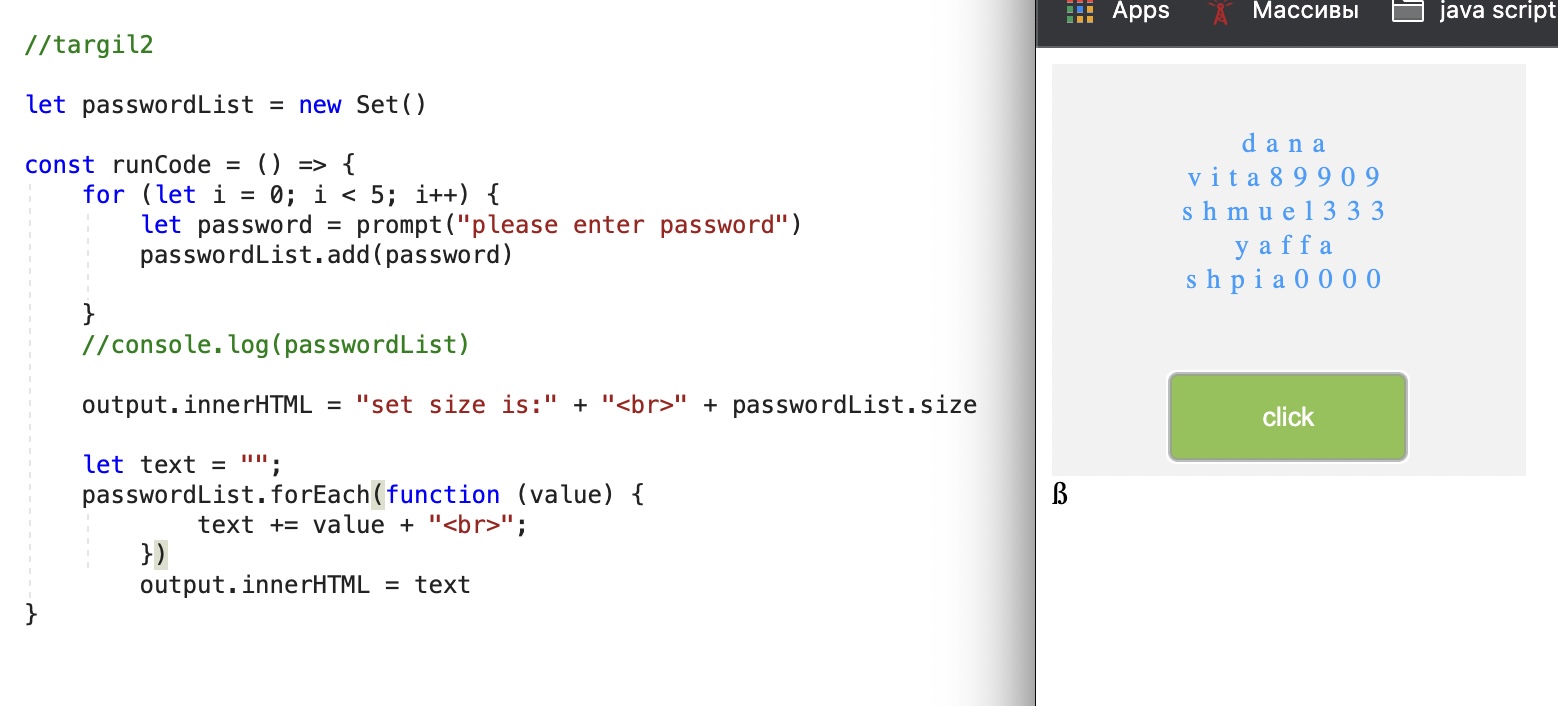 //targil2
let passwordList = new Set()
const runCode = () => {
for (let i = 0; i < 5; i++) {
let password = prompt("please enter password")
passwordList.add(password)
}
//console.log(passwordList)
output.innerHTML = "set size is:" + "<br>" + passwordList.size
let text = "";
passwordList.forEach(function (value) {
text += value + "<br>";
})
output.innerHTML = text
}
Apps Массивы java script
dana
vita89909
shmuel333
yaffa
shpia0000
click
ß